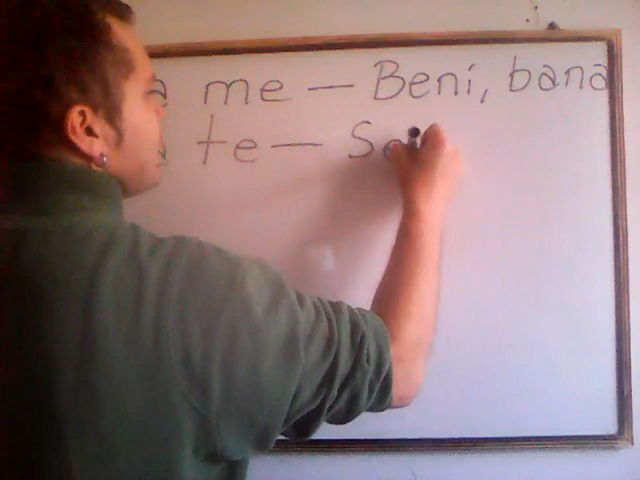 a me — Beni, bana
a te — Se